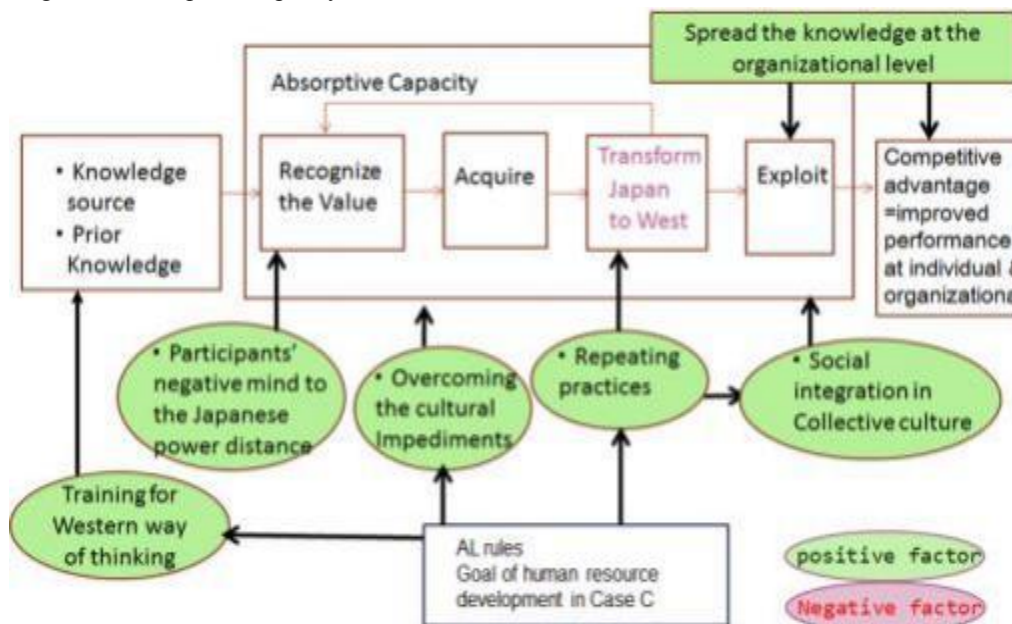 Spread the knowledge at the
organizational level
Absorptive Capacity
• Knowledge
source
• Prior
Knowledge
Recognize
the Value
Acquire
Transform
Japan
to West
Exploit
Competitive
advantage
=improved
performance
at individual &
organizationa
• Participants'
negative mind to
the Japanese
power distance
• Overcoming
the cultural
Impediments
• Repeating
practices
• Social
integration in
Collective culture
Training for
Western way
of thinking
AL rules
Goal of human resource
development in Case C
positive factor
Negative factor